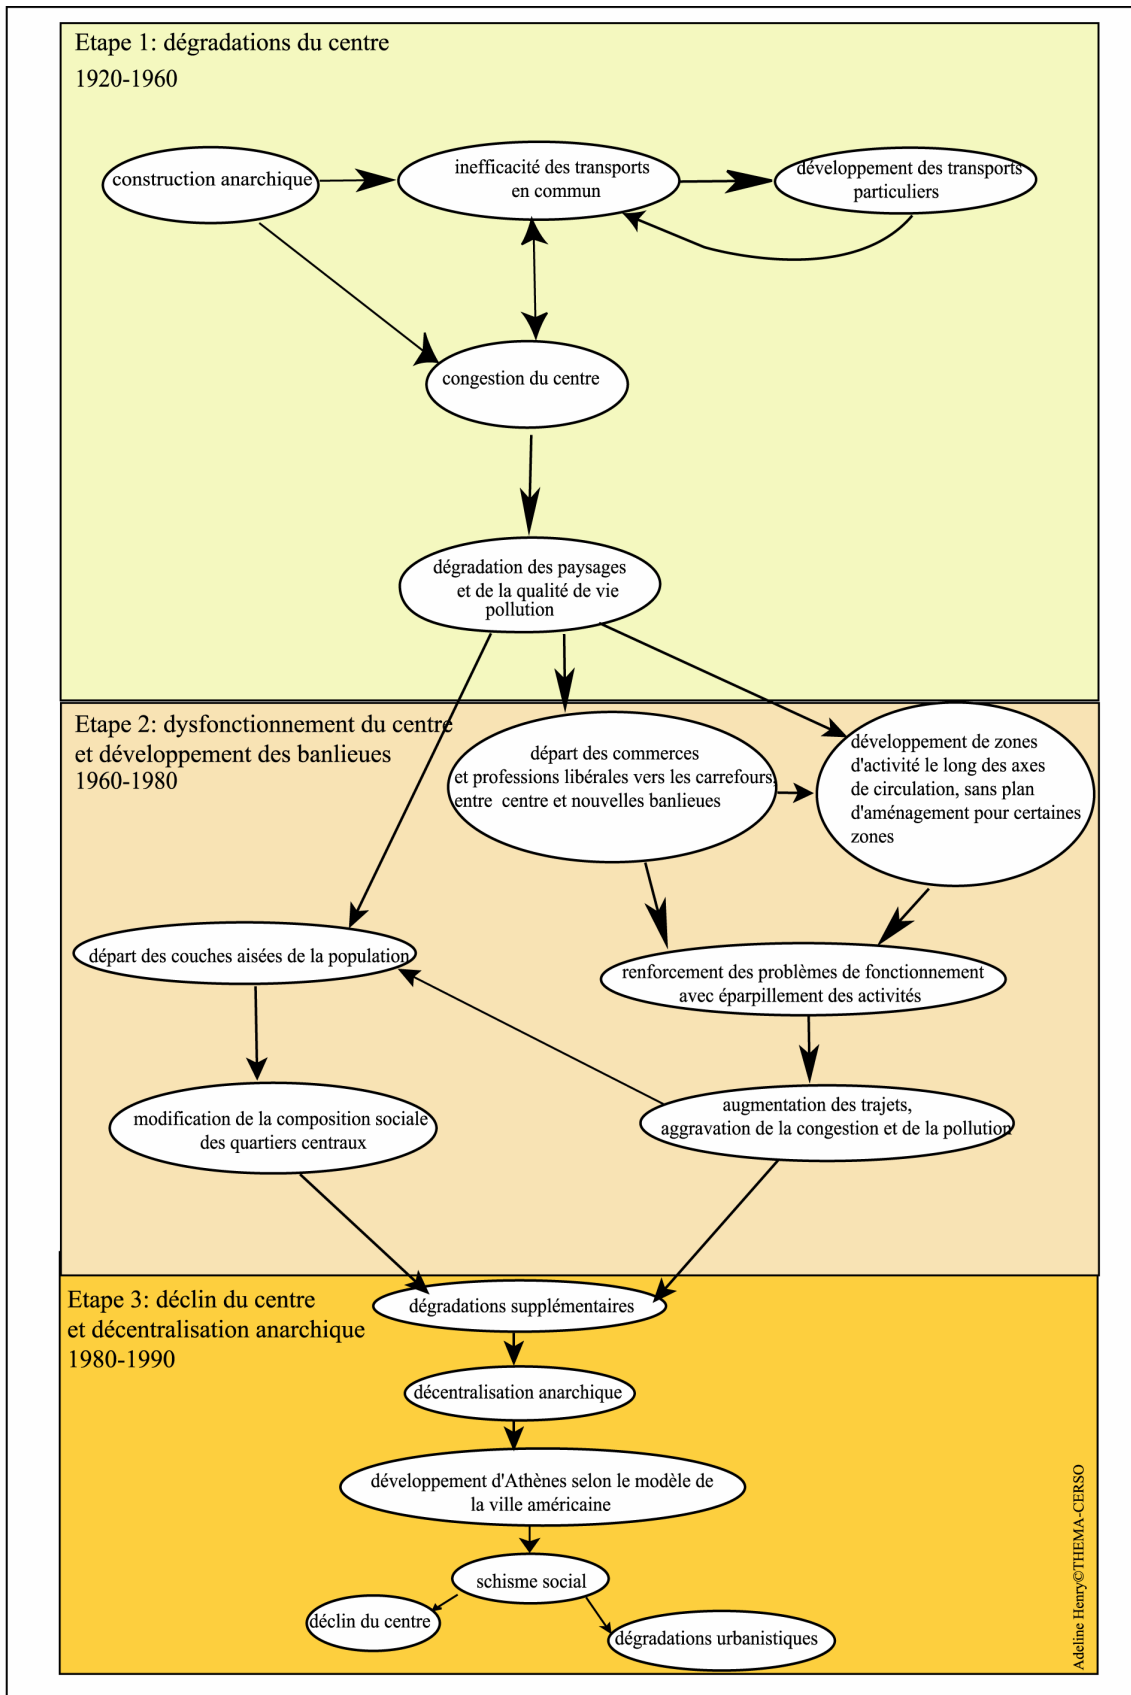 Etape 1: dégradations du centre
1920-1960
construction anarchique
inefficacité des transports
en commun
développement des transports
particuliers
congestion du centre
dégradation des paysages
et de la qualité de vie
pollution
Etape 2: dysfonctionnement du centre
et développement des banlieues
1960-1980
départ des commerces
et professions libérales vers les carrefours,
entre centre et nouvelles banlieues
développement de zones
d'activité le long des axes
de circulation, sans plan
d'aménagement pour certaines
zones
départ des couches aisées de la population
renforcement des problèmes de fonctionnement
avec éparpillement des activités
modification de la composition sociale
des quartiers centraux
augmentation des trajets,
aggravation de la congestion et de la pollution
Etape 3: déclin du centre
et décentralisation anarchique
1980-1990
dégradations supplémentaires
décentralisation anarchique
développement d'Athènes selon le modèle de
la ville américaine
schisme social
déclin du centre
dégradations urbanistiques
Adeline Henry©THEMA-CERSO